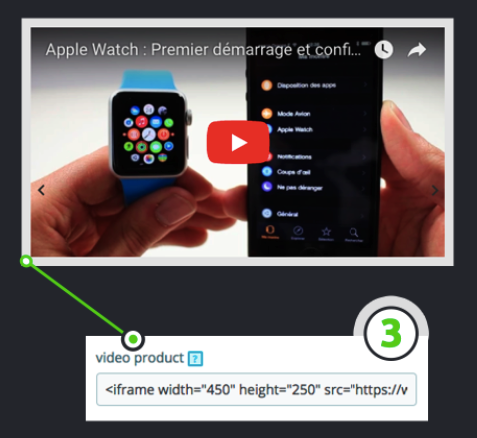 Apple Watch : Premier démarrage et confi...
Disposition des apps
Mode Avion
Apple Watch
Notifications
Coups d'œil
Ne pas déranger
Général
3
video product ?
<iframe width="450" height="250" src="https://v